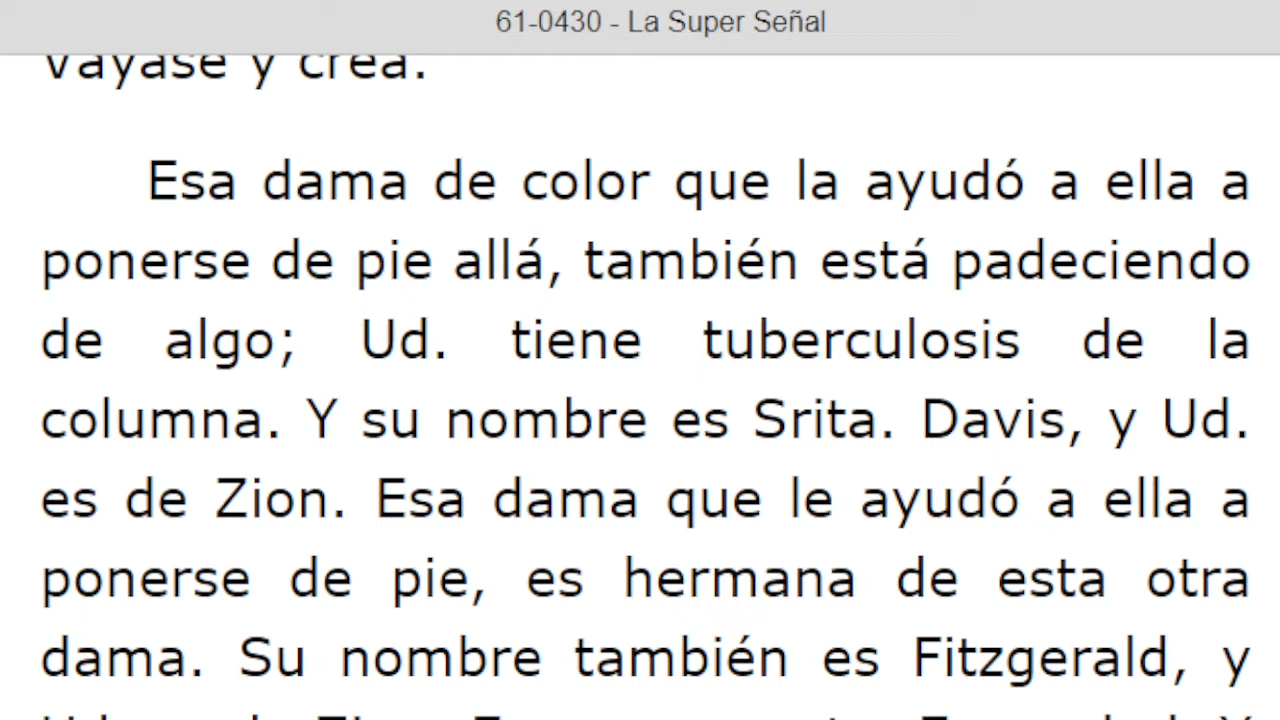 61-0430 - La Super Señal
Váyase y crea.
Esa dama de color que la ayudó a ella a
ponerse de pie allá, también está padeciendo
de algo; Ud. tiene tuberculosis de la
columna. Y su nombre es Srita. Davis, y Ud.
es de Zion. Esa dama que le ayudó a ella a
ponerse de pie, es hermana de esta otra
dama. Su nombre también es Fitzgerald, y